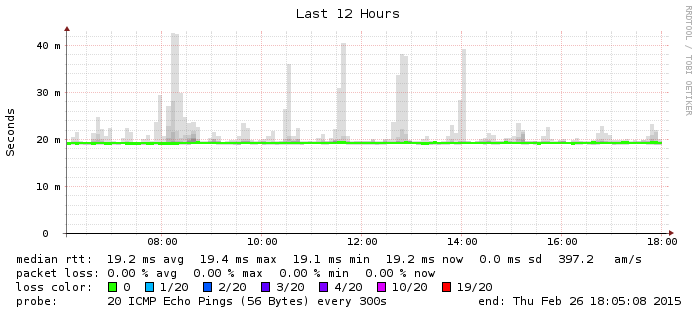 Last 12 Hours
RRDTOOL / TOBI OETIKER
Seconds
40 m
30 m
20 m
10 m
0
08:00 10:00 12:00 14:00 16:00 18:00
median rtt: 19.2 ms avg 19.4 ms max 19.1 ms min 19.2 ms now 0.0 ms sd 397.2 am/s
packet loss: 0.00 % avg 0.00 % max 0.00 % min 0.00 % now
loss color: 0 1/20 2/20 3/20 4/20 10/20 19/20
probe: 20 ICMP Echo Pings (56 Bytes) every 300s end: Thu Feb 26 18:05:08 2015